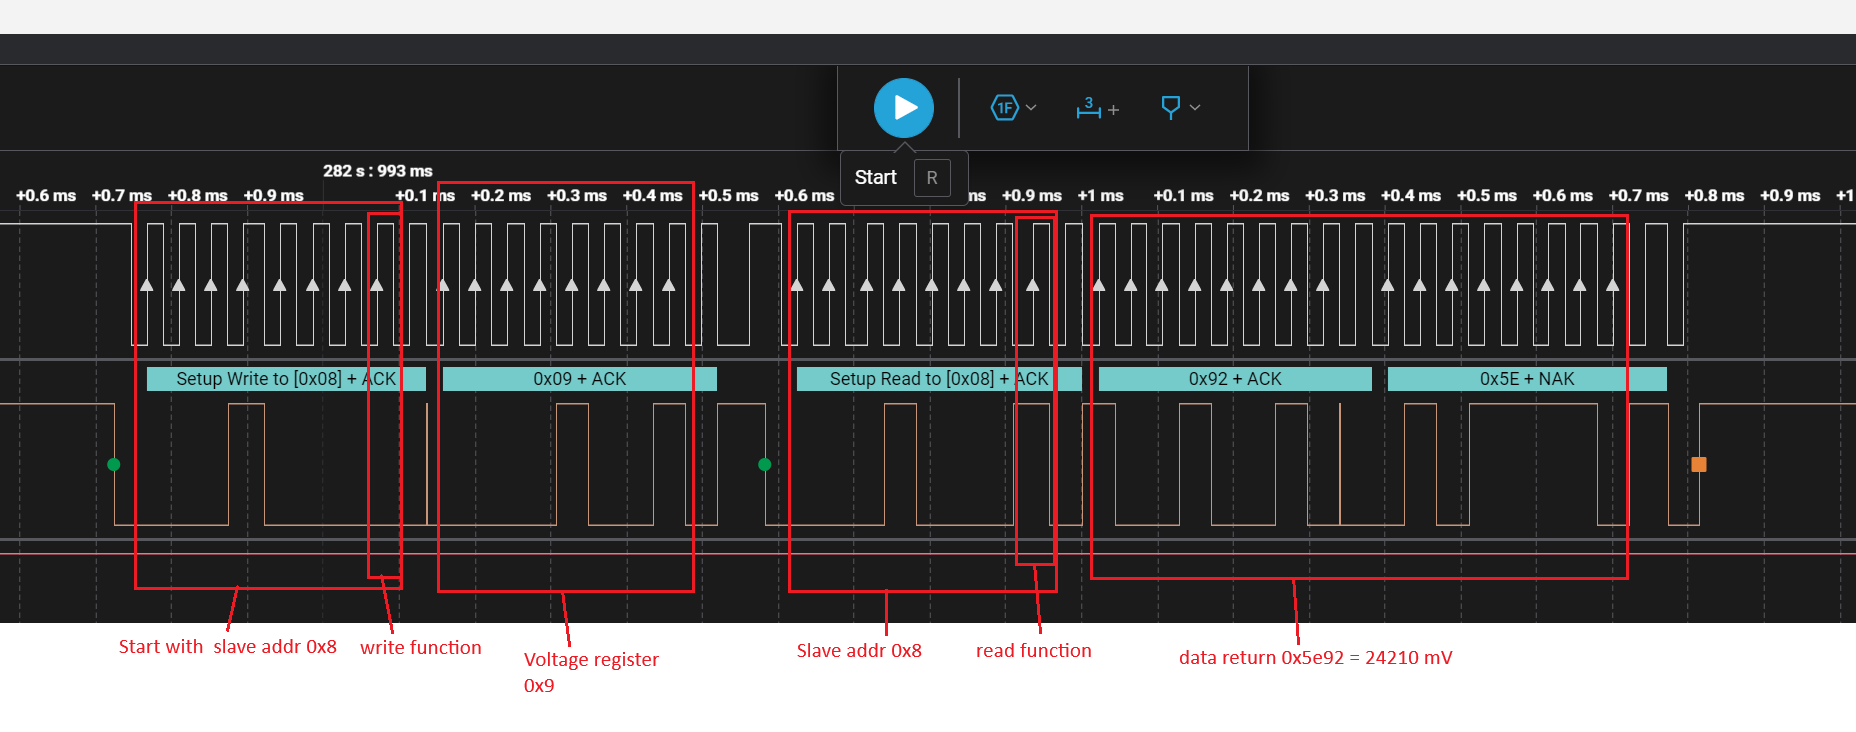 1F
3
Start R
282 s : 993 ms
+0.6 ms +0.7 ms +0.8 ms +0.9 ms +0.1 ms +0.2 ms +0.3 ms +0.4 ms +0.5 ms +0.6 ms ms +0.9 ms +1 ms +0.1 ms +0.2 ms +0.3 ms +0.4 ms +0.5 ms +0.6 ms +0.7 ms +0.8 ms +0.9 ms +1
Setup Write to [0x08] + ACK 0x09 + ACK Setup Read to [0x08] + ACK 0x92 + ACK 0x5E + NAK
Start with slave addr 0x8 write function Voltage register
0x9
Slave addr 0x8 read function data return 0x5e92 = 24210 mV